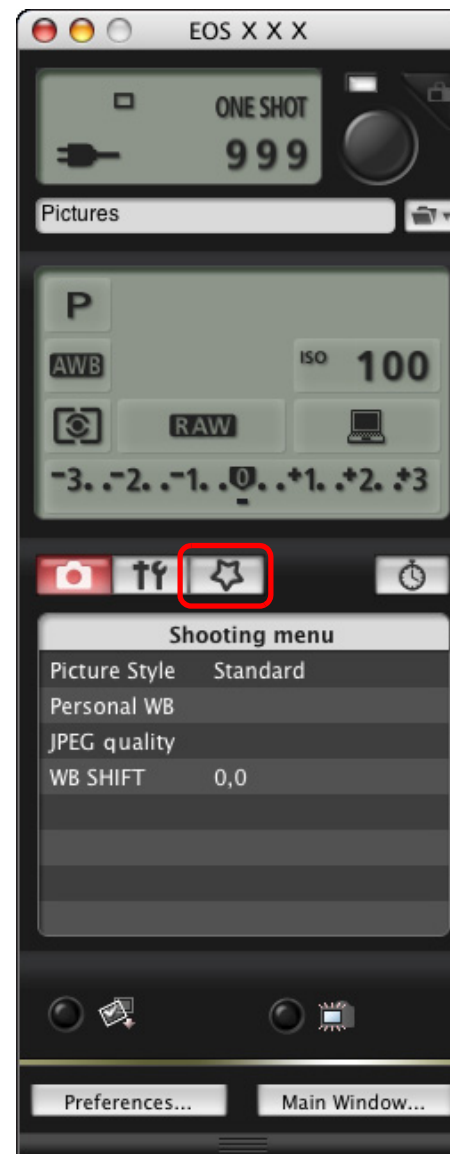 EOS X X X
ONE SHOT
999
Pictures
P
AWB
ISO 100
RAW
-3. .-2. .-1. .0. .+1. .+2. .+3
Shooting menu
Picture Style Standard
Personal WB
JPEG quality
WB SHIFT 0,0
Preferences... Main Window...